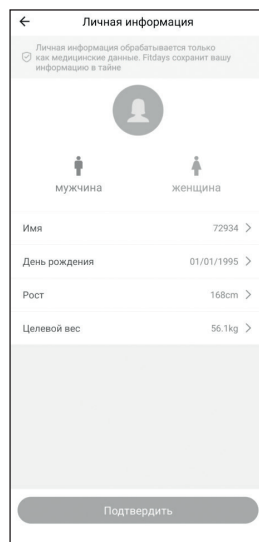 Личная информация
Личная информация обрабатывается только
как медицинские данные. Fitdays сохранит вашу
информацию в тайне
мужчина женщина
Имя 72934
День рождения 01/01/1995
Рост 168cm
Целевой вес 56.1kg
Подтвердить